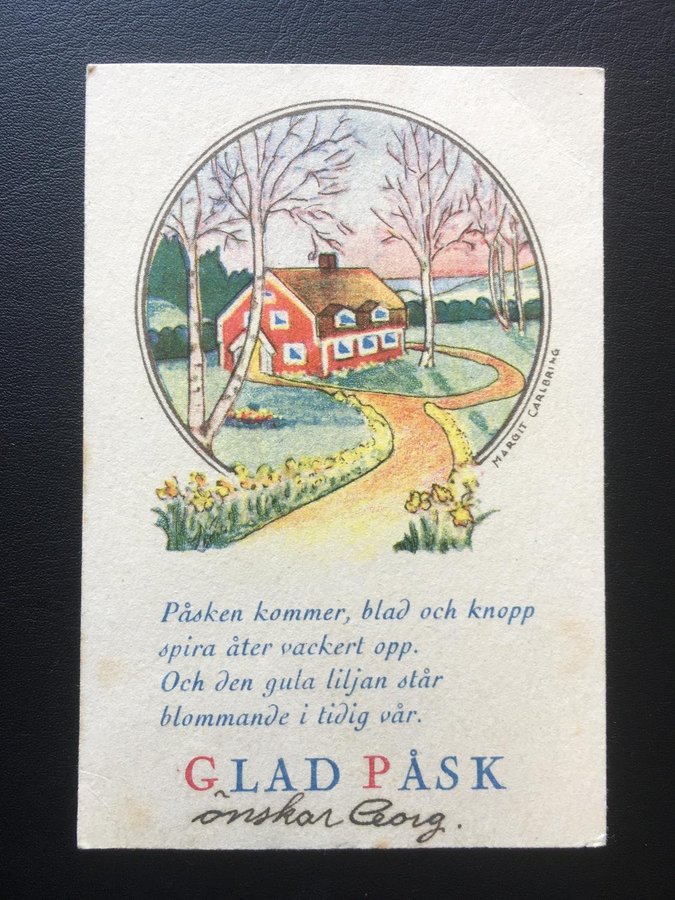 MARGIT CARLBRING
Påsken kommer, blad och knopp
spira åter vackert opp.
Och den gula liljan står
blommande i tidig vår.
GLAD PÅSK
önskar Georg.